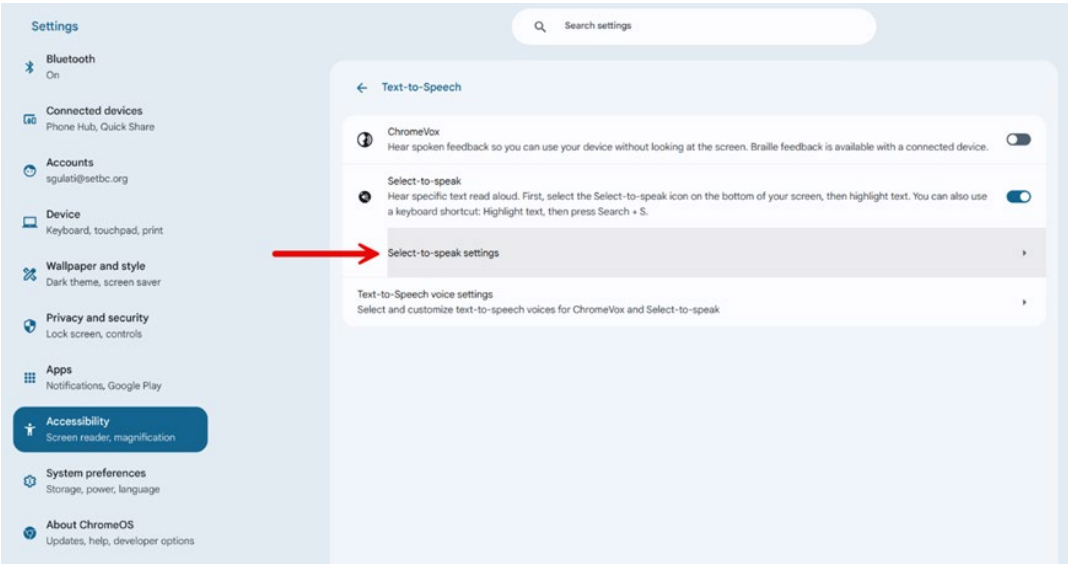 Settings
Search settings
Bluetooth
On
Connected devices
Phone Hub, Quick Share
Accounts
sgulati@setbc.org
Device
Keyboard, touchpad, print
Wallpaper and style
Dark theme, screen saver
Privacy and security
Lock screen, controls
Apps
Notifications, Google Play
Accessibility
Screen reader, magnification
System preferences
Storage, power, language
About ChromeOS
Updates, help, developer options
Text-to-Speech
ChromeVox
Hear spoken feedback so you can use your device without looking at the screen. Braille feedback is available with a connected device.
Select-to-speak
Hear specific text read aloud. First, select the Select-to-speak icon on the bottom of your screen, then highlight text. You can also use
a keyboard shortcut: Highlight text, then press Search + S.
Select-to-speak settings
Text-to-Speech voice settings
Select and customize text-to-speech voices for ChromeVox and Select-to-speak